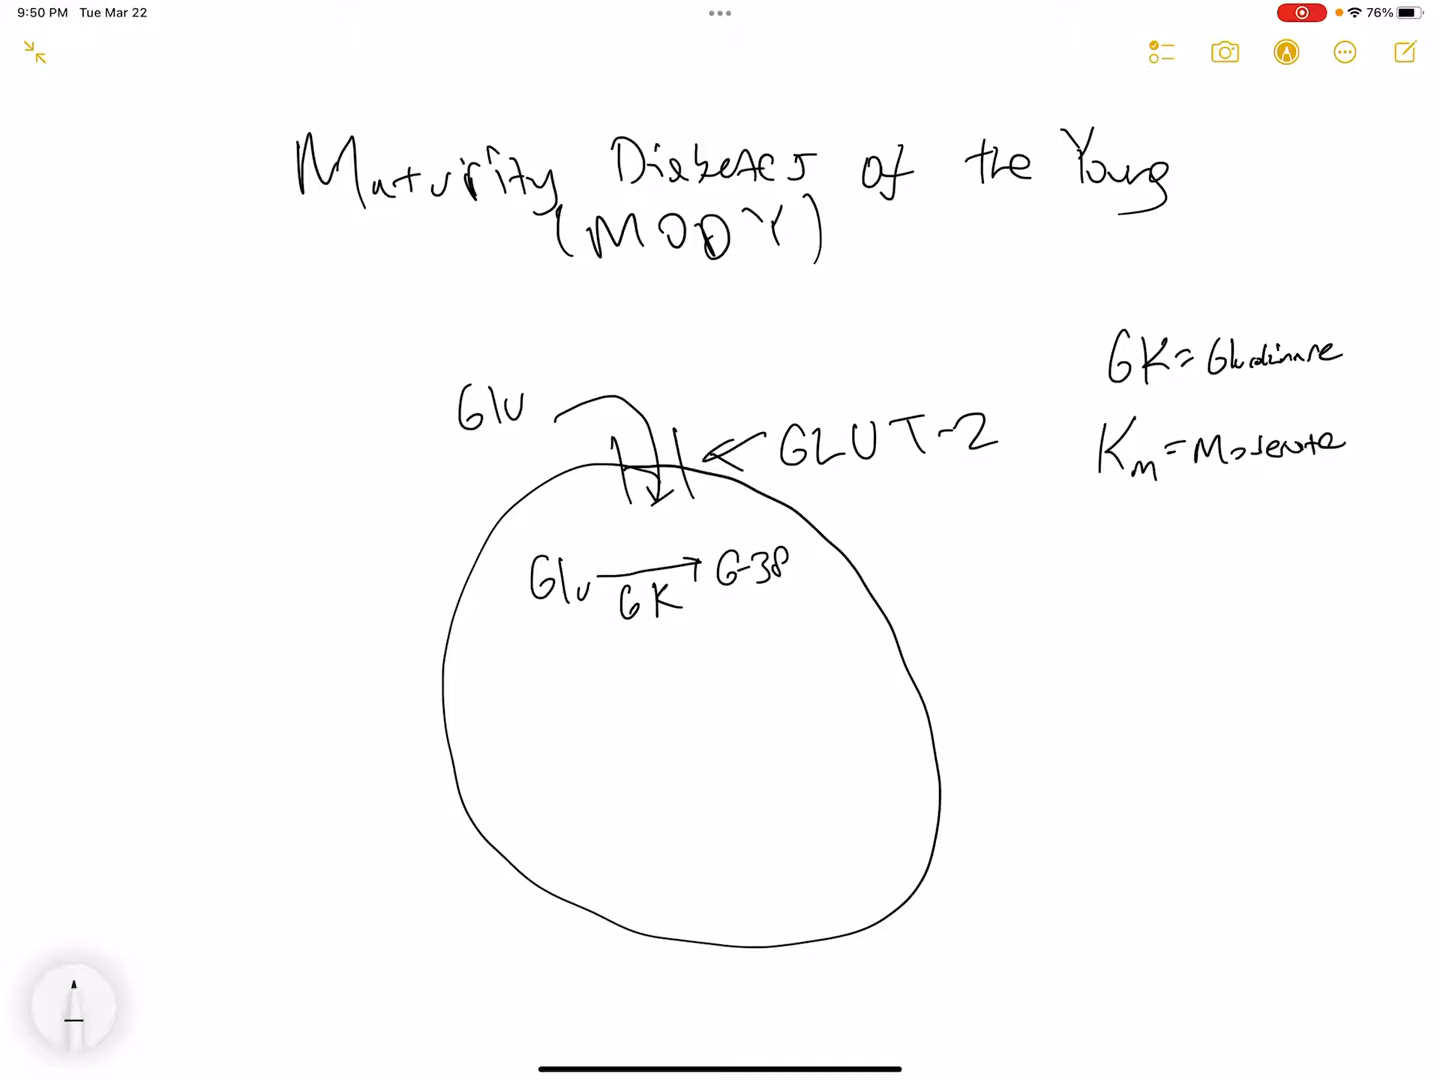 9:50 PM Tue Mar 22
76%
Maturity Diabetes of the Young
(MODY)
GK = Glucokinase
Glu
GLUT-2
Km = Moderate
Glu GK G-3P